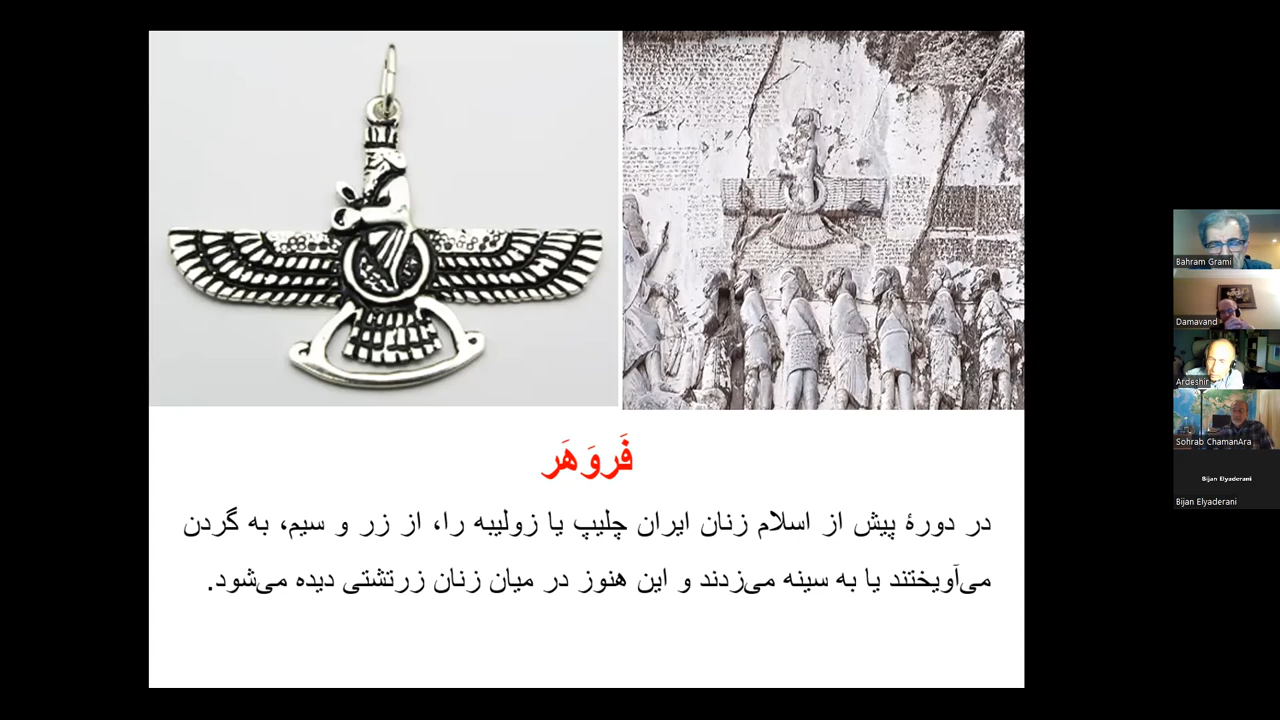 فَروَهَر
در دورهٔ پیش از اسلام زنان ایران چلیپ یا زولیبه را، از زر و سیم، به گردن
می‌آویختند یا به سینه می‌زدند و این هنوز در میان زنان زرتشتی دیده می‌شود.
Bahram Grami
Damavand
Ardeshir
Sohrab ChamanAra
Bijan Elyaderani
Bijan Elyaderani